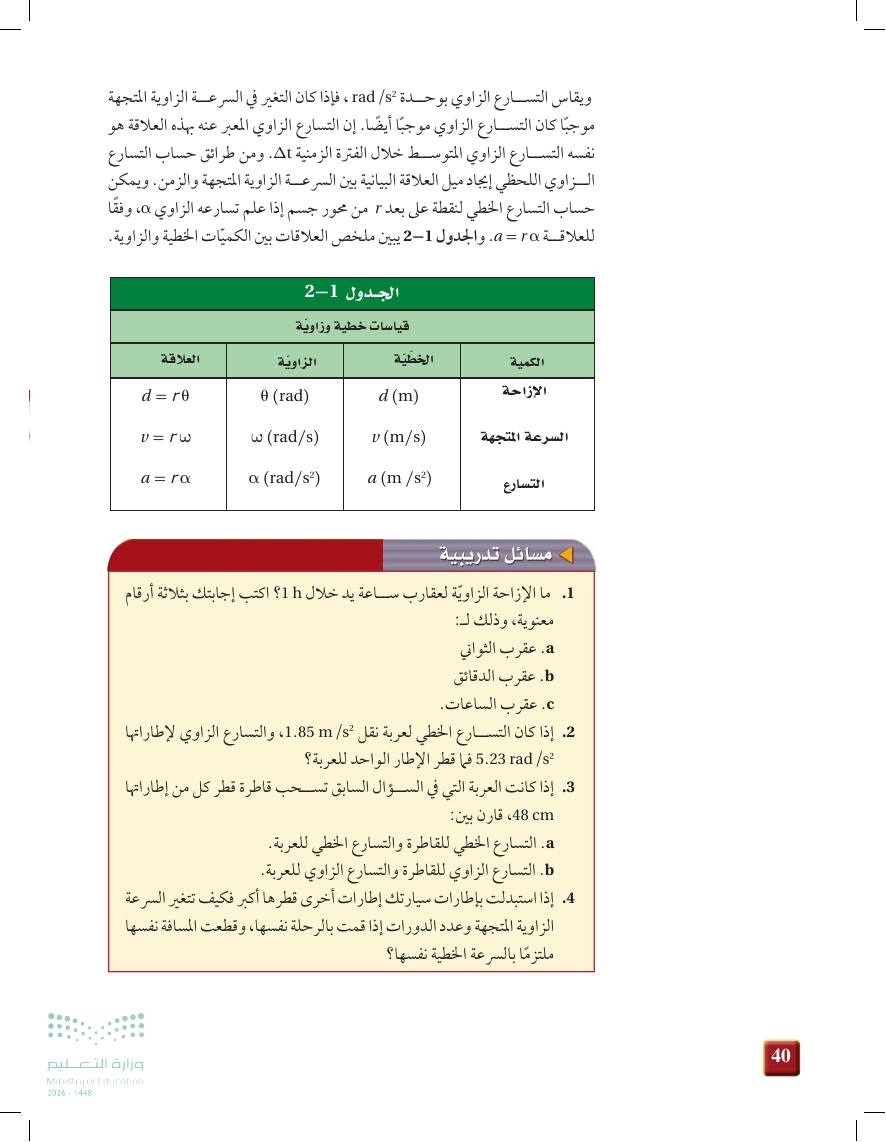 ويقاس التسارع الزاوي بوحدة rad /s²، فإذا كان التغير في السرعة الزاوية المتجهة
موجبًا كان التسارع الزاوي موجبًا أيضًا. إن التسارع الزاوي المعبر عنه بهذه العلاقة هو
نفسه التسارع الزاوي المتوسط خلال الفترة الزمنية Δt. ومن طرائق حساب التسارع
الزاوي اللحظي إيجاد ميل العلاقة البيانية بين السرعة الزاوية المتجهة والزمن. ويمكن
حساب التسارع الخطي لنقطة على بعد r من محور جسم إذا علم تسارعه الزاوي α، وفقًا
للعلاقة a = r α. والجدول 1–2 يبين ملخص العلاقات بين الكميّات الخطية والزاوية.
الجدول 1–2
قياسات خطية وزاويّة
الكمية الخطّيّة الزاويّة العلاقة
الإزاحة d (m) θ (rad) d = r θ
السرعة المتجهة v (m/s) ω (rad/s) v = r ω
التسارع a (m /s²) α (rad/s²) a = r α
مسائل تدريبية
1. ما الإزاحة الزاويّة لعقارب ساعة يد خلال 1 h؟ اكتب إجابتك بثلاثة أرقام
معنوية، وذلك لـ:
a. عقرب الثواني
b. عقرب الدقائق
c. عقرب الساعات.
2. إذا كان التسارع الخطي لعربة نقل 1.85 m /s²، والتسارع الزاوي لإطاراتها
5.23 rad /s² فما قطر الإطار الواحد للعربة؟
3. إذا كانت العربة التي في السؤال السابق تسحب قاطرة قطر كل من إطاراتها
48 cm، قارن بين:
a. التسارع الخطي للقاطرة والتسارع الخطي للعربة.
b. التسارع الزاوي للقاطرة والتسارع الزاوي للعربة.
4. إذا استبدلت بإطارات سيارتك إطارات أخرى قطرها أكبر فكيف تتغير السرعة
الزاوية المتجهة وعدد الدورات إذا قمت بالرحلة نفسها، وقطعت المسافة نفسها
ملتزمًا بالسرعة الخطية نفسها؟
وزارة التعليم
Ministry of Education
2026 - 1448
40